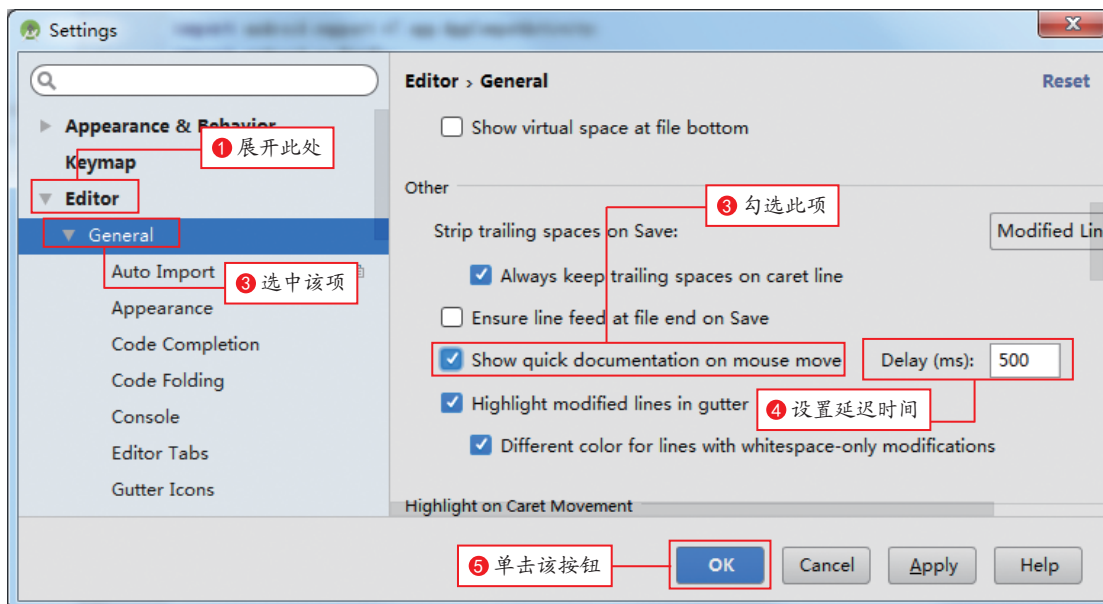 Settings
Editor › General
Reset
Appearance & Behavior
Keymap
Editor
General
Auto Import
Appearance
Code Completion
Code Folding
Console
Editor Tabs
Gutter Icons
❶ 展开此处
❸ 选中该项
Show virtual space at file bottom
Other
❸ 勾选此项
Strip trailing spaces on Save:
Modified Lin
Always keep trailing spaces on caret line
Ensure line feed at file end on Save
Show quick documentation on mouse move
Delay (ms): 500
Highlight modified lines in gutter
❹ 设置延迟时间
Different color for lines with whitespace-only modifications
Highlight on Caret Movement
❺ 单击该按钮
OK
Cancel
Apply
Help